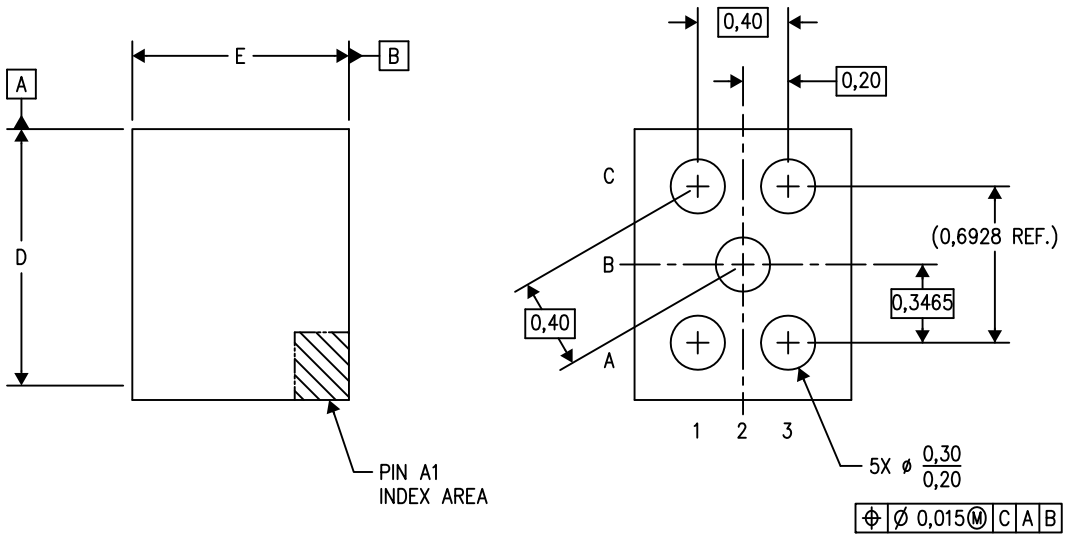 0,40
E
B
A
0,20
C
(0,6928 REF.)
D
B
0,3465
0,40
A
1 2 3
PIN A1
INDEX AREA
5X ø 0,30
0,20
⌖ Ø 0,015 Ⓜ C A B